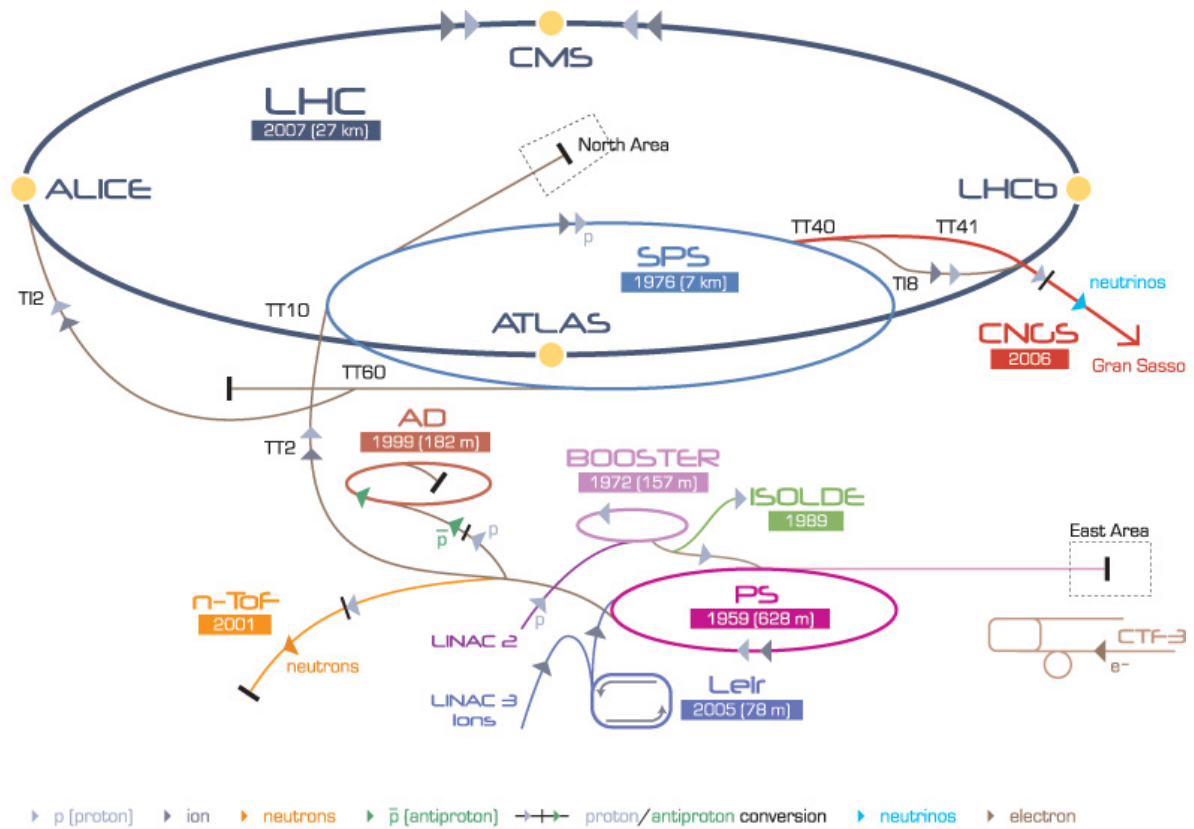 CMS
LHC
2007 (27 km)
North Area
ALICE
LHCb
TT40
TT41
p
SPS
1976 (7 km)
TI8
TI2
neutrinos
TT10
ATLAS
CNGS
2006
Gran Sasso
TT60
AD
1999 (182 m)
TT2
BOOSTER
1972 (157 m)
ISOLDE
1989
p̅
p
East Area
n-ToF
2001
PS
1959 (628 m)
p
LINAC 2
neutrons
CTF-3
e-
LINAC 3
Ions
Leir
2005 (78 m)
p (proton) ion neutrons p̅ (antiproton) proton/antiproton conversion neutrinos electron